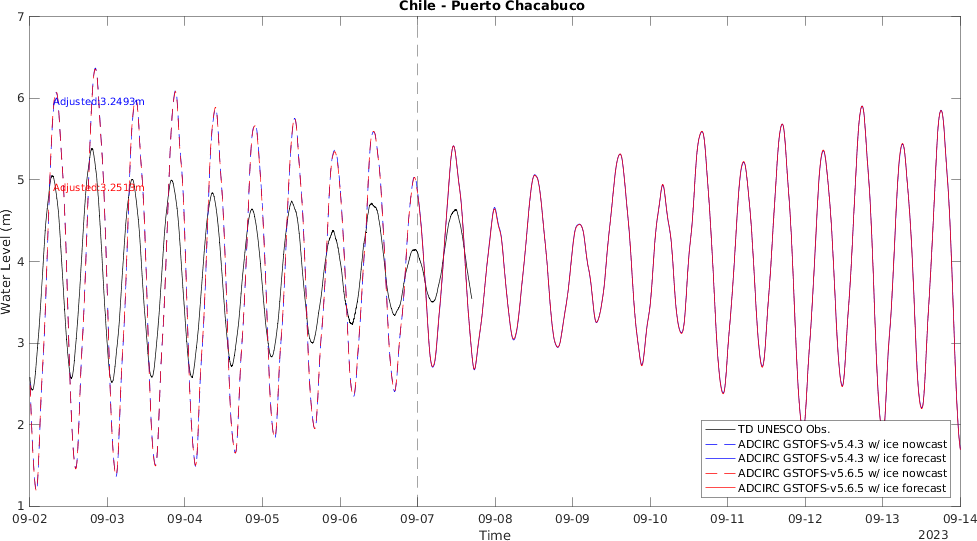 Chile - Puerto Chacabuco
7
6
5
4
3
2
1
Water Level (m)
Adjusted:3.2493m
Adjusted:3.2519m
TD UNESCO Obs.
ADCIRC GSTOFS-v5.4.3 w/ ice nowcast
ADCIRC GSTOFS-v5.4.3 w/ ice forecast
ADCIRC GSTOFS-v5.6.5 w/ ice nowcast
ADCIRC GSTOFS-v5.6.5 w/ ice forecast
09-02 09-03 09-04 09-05 09-06 09-07 09-08 09-09 09-10 09-11 09-12 09-13 09-14
Time
2023